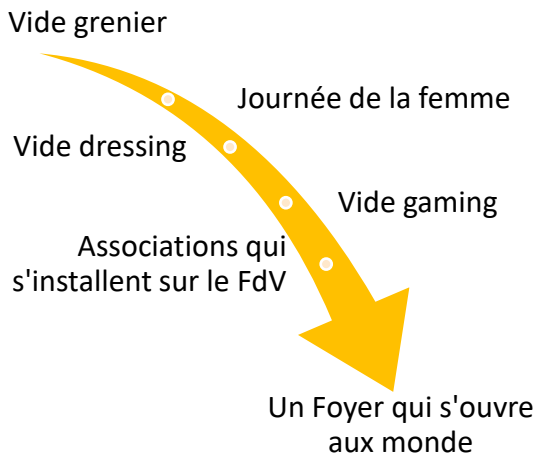 Vide grenier
Journée de la femme
Vide dressing
Vide gaming
Associations qui
s'installent sur le FdV
Un Foyer qui s'ouvre
aux monde